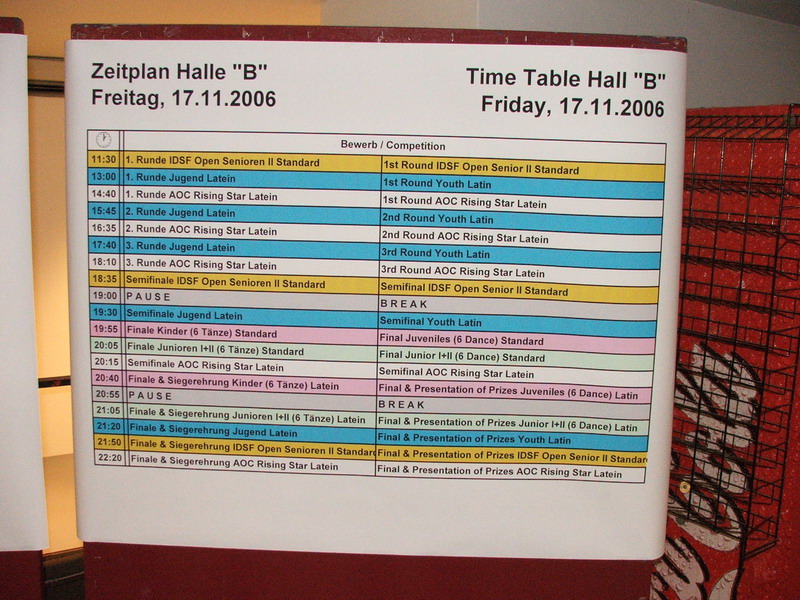 Zeitplan Halle "B"
Freitag, 17.11.2006
Time Table Hall "B"
Friday, 17.11.2006
Bewerb / Competition
11:30 1. Runde IDSF Open Senioren II Standard 1st Round IDSF Open Senior II Standard
13:00 1. Runde Jugend Latein 1st Round Youth Latin
14:40 1. Runde AOC Rising Star Latein 1st Round AOC Rising Star Latein
15:45 2. Runde Jugend Latein 2nd Round Youth Latin
16:35 2. Runde AOC Rising Star Latein 2nd Round AOC Rising Star Latein
17:40 3. Runde Jugend Latein 3rd Round Youth Latin
18:10 3. Runde AOC Rising Star Latein 3rd Round AOC Rising Star Latein
18:35 Semifinale IDSF Open Senioren II Standard Semifinal IDSF Open Senior II Standard
19:00 PAUSE BREAK
19:30 Semifinale Jugend Latein Semifinal Youth Latin
19:55 Finale Kinder (6 Tänze) Standard Final Juveniles (6 Dance) Standard
20:05 Finale Junioren I+II (6 Tänze) Standard Final Junior I+II (6 Dance) Standard
20:15 Semifinale AOC Rising Star Latein Semifinal AOC Rising Star Latein
20:40 Finale & Siegerehrung Kinder (6 Tänze) Latein Final & Presentation of Prizes Juveniles (6 Dance) Latin
20:55 PAUSE BREAK
21:05 Finale & Siegerehrung Junioren I+II (6 Tänze) Latein Final & Presentation of Prizes Junior I+II (6 Dance) Latin
21:20 Finale & Siegerehrung Jugend Latein Final & Presentation of Prizes Youth Latin
21:50 Finale & Siegerehrung IDSF Open Senioren II Standard Final & Presentation of Prizes IDSF Open Senior II Standar
22:20 Finale & Siegerehrung AOC Rising Star Latein Final & Presentation of Prizes AOC Rising Star Latein